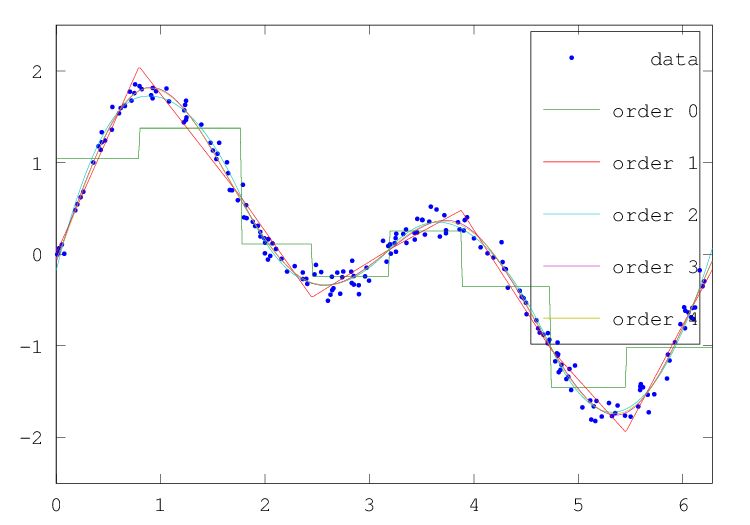 2
1
0
−1
−2
0 1 2 3 4 5 6
data
order 0
order 1
order 2
order 3
order 4